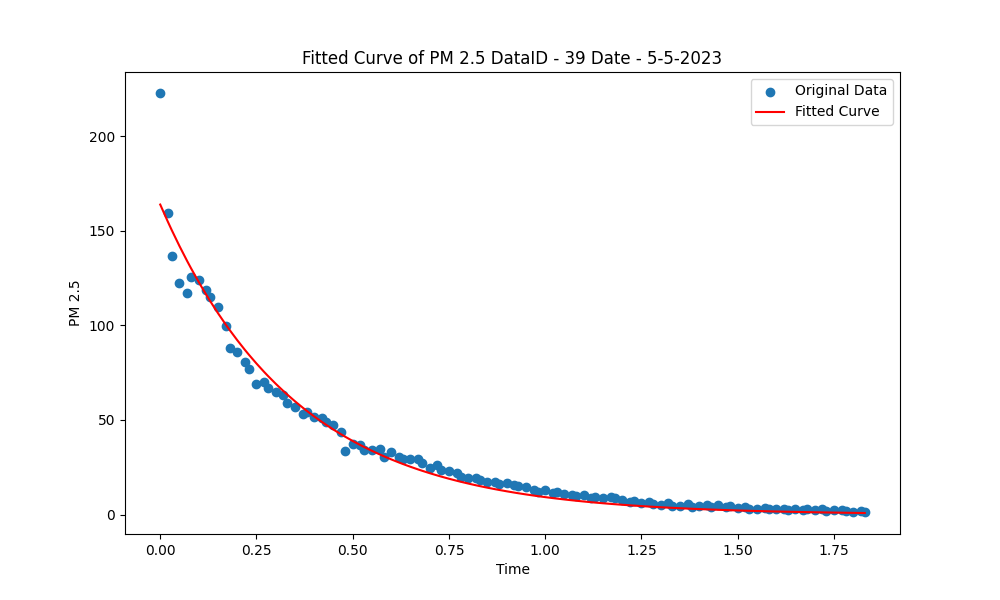 Fitted Curve of PM 2.5 DataID - 39 Date - 5-5-2023
Original Data
Fitted Curve
200
150
100
50
0
PM 2.5
0.00 0.25 0.50 0.75 1.00 1.25 1.50 1.75
Time